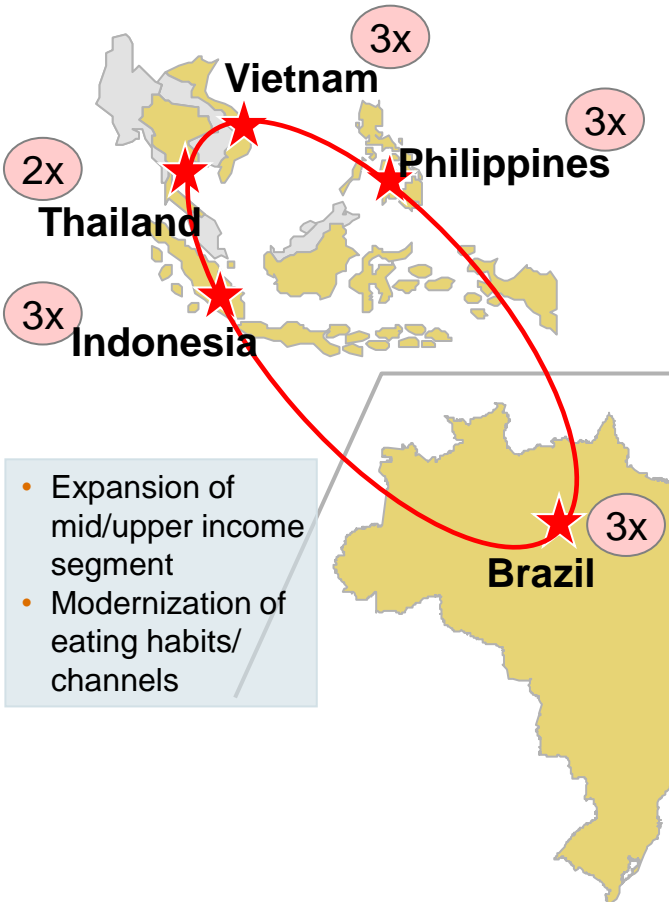 3x
Vietnam
3x
Philippines
2x
Thailand
3x
Indonesia
• Expansion of
mid/upper income
segment
• Modernization of
eating habits/
channels
3x
Brazil